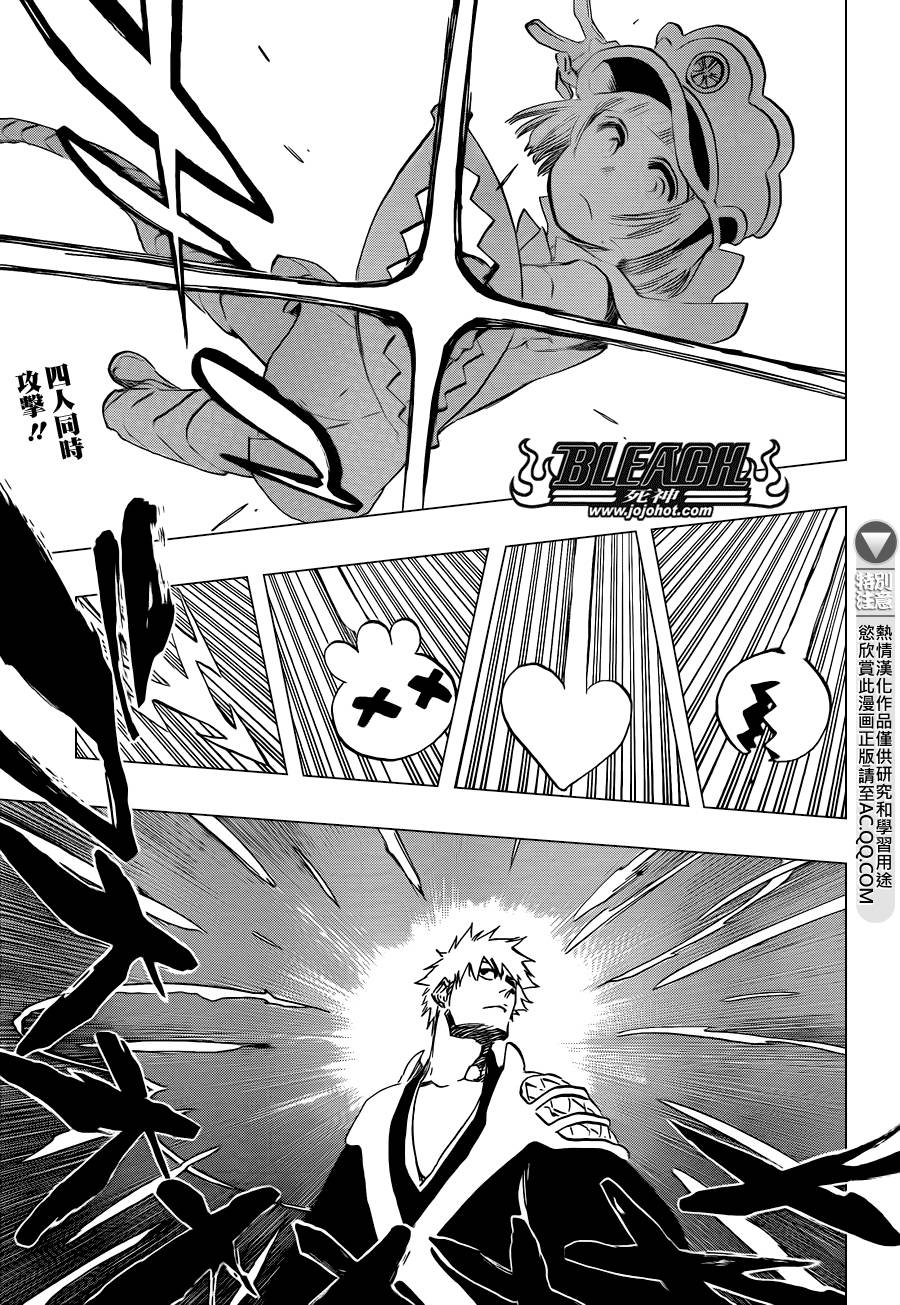 四人同時
攻擊!!
BLEACH
死神
www.jojohot.com
特別
注意
熱情漢化作品僅供研究和學習用途
慾欣賞此漫画正版請至AC.QQ.COM